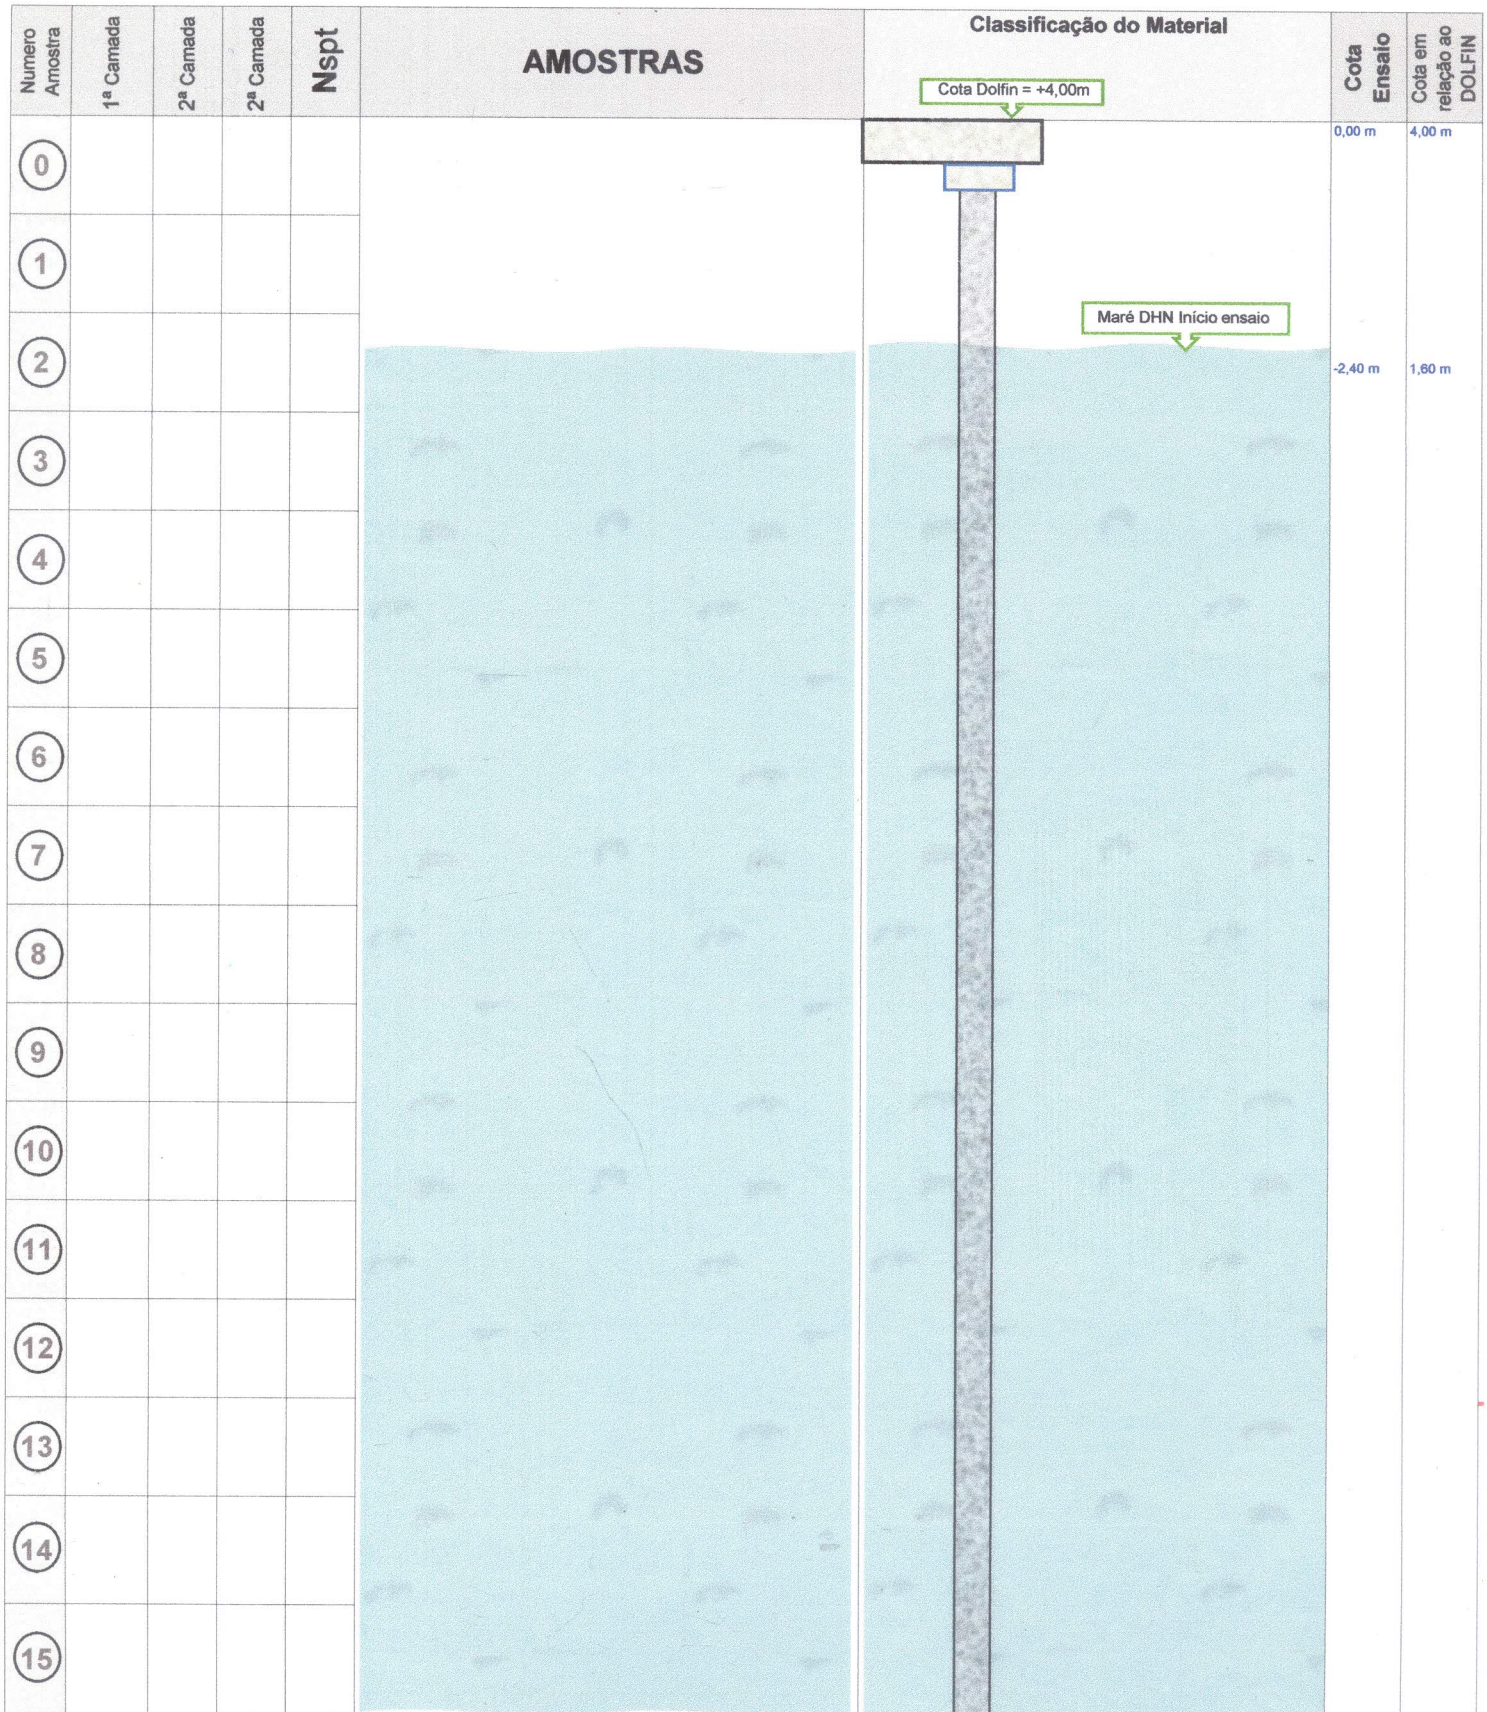 Numero
Amostra
1ª Camada
2ª Camada
2ª Camada
Nspt
AMOSTRAS
Classificação do Material
Cota
Ensaio
Cota em
relação ao
DOLFIN
Cota Dolfin = +4,00m
0,00 m
4,00 m
0
1
Maré DHN Início ensaio
2
-2,40 m
1,60 m
3
4
5
6
7
8
9
10
11
12
13
14
15